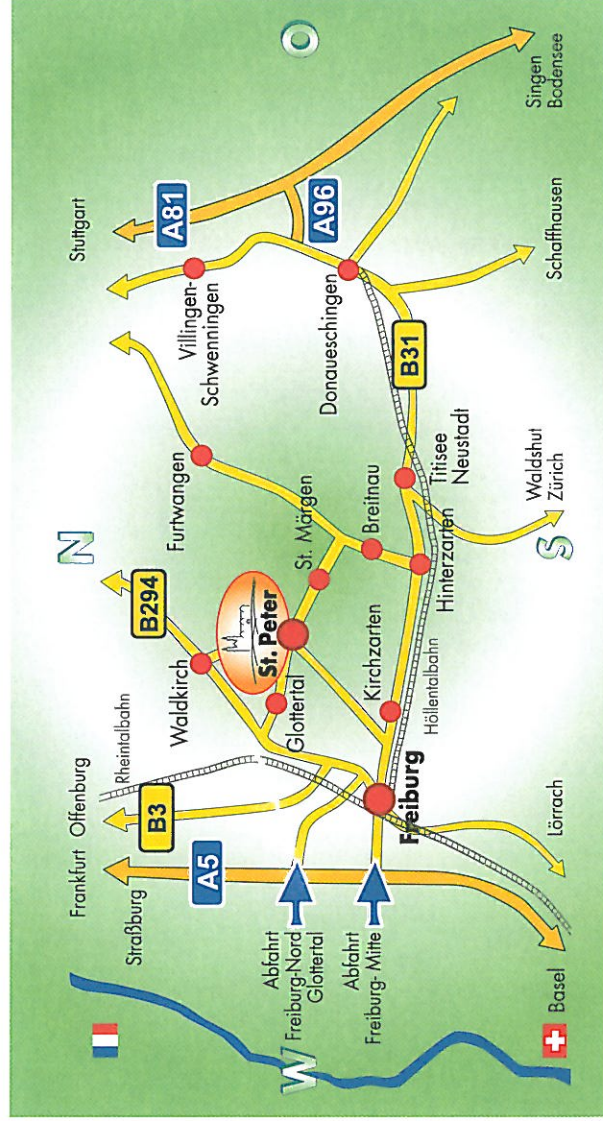 N
O
S
W
Frankfurt
Offenburg
Straßburg
Rheintalbahn
B3
A5
B294
Stuttgart
A81
A96
Villingen-
Schwenningen
Furtwangen
Waldkirch
St. Peter
Glottertal
St. Märgen
Breitnau
Donaueschingen
B31
Titisee
Neustadt
Hinterzarten
Kirchzarten
Höllentalbahn
Freiburg
Abfahrt
Freiburg-Nord
Glottertal
Abfahrt
Freiburg- Mitte
Basel
Lörrach
Waldshut
Zürich
Schaffhausen
Singen
Bodensee